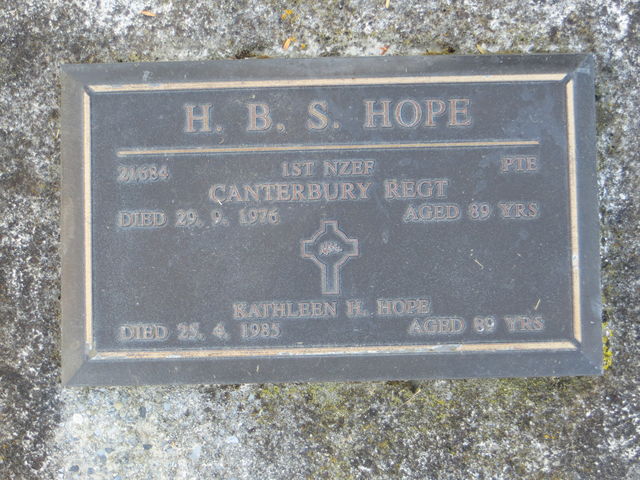 H. B. S. HOPE
21684 1ST NZEF PTE
CANTERBURY REGT
DIED 29. 9. 1976 AGED 89 YRS
KATHLEEN H. HOPE
DIED 25. 4. 1985 AGED 89 YRS